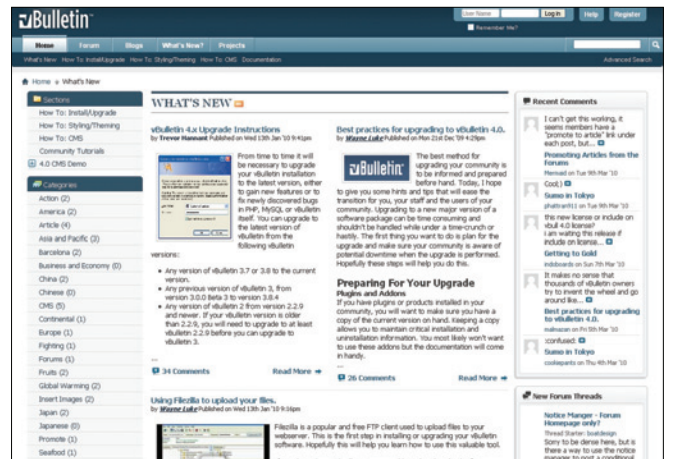 vBulletin
User Name
Log in
Help
Register
Remember Me?
Home
Forum
Blogs
What's New?
Projects
What's New How To: Install/Upgrade How To: Styling/Theming How To: CMS Documentation
Advanced Search
Home What's New
Sections
How To: Install/Upgrade
How To: Styling/Theming
How To: CMS
Community Tutorials
4.0 CMS Demo
Categories
Action (2)
America (2)
Article (4)
Asia and Pacific (3)
Barcelona (2)
Business and Economy (0)
China (2)
Chinese (0)
CMS (5)
Continental (1)
Europe (1)
Fighting (1)
Forums (1)
Fruits (2)
Global Warming (2)
Insert Images (2)
Japan (2)
Japanese (0)
Promote (1)
Seafood (1)
WHAT'S NEW
vBulletin 4.x Upgrade Instructions
by Trevor Hannant Published on Wed 13th Jan '10 9:41pm
From time to time it will
be necessary to upgrade
your vBulletin installation
to the latest version, either
to gain new features or to
fix newly discovered bugs
in PHP, MySQL or vBulletin
itself. You can upgrade to
the latest version of
vBulletin from the
following vBulletin
versions:
Any version of vBulletin 3.7 or 3.8 to the current
version.
Any previous version of vBulletin 3, from
version 3.0.0 Beta 3 to version 3.8.4
Any version of vBulletin 2 from version 2.2.9
and newer. If your vBulletin version is older
than 2.2.9, you will need to upgrade to at least
vBulletin 2.2.9 before you can upgrade to
vBulletin 3.
...
34 Comments
Read More
Best practices for upgrading to vBulletin 4.0.
by Wayne Luke Published on Mon 21st Dec '09 4:29pm
vBulletin
The best method for
upgrading your community is
to be informed and prepared
before hand. Today, I hope
to give you some hints and tips that will ease the
transition for you, your staff and the users of your
community. Upgrading to a new major version of a
software package can be time consuming and
shouldn't be handled while under a time-crunch or
hastily. The first thing you want to do is plan for the
upgrade and make sure your community is aware of
potential downtime when the upgrade is performed.
Hopefully these steps will help you do this.
Preparing For Your Upgrade
Plugins and Addons
If you have plugins or products installed in your
community, you will want to make sure you have a
copy of the current version on hand. Keeping a copy
allows you to maintain critical installation and
uninstallation information. You most likely won't want
to use these addons but the documentation will come
in handy.
...
26 Comments
Read More
Using Filezilla to upload your files.
by Wayne Luke Published on Wed 13th Jan '10 9:16pm
Filezilla is a popular and free FTP client used to upload files to your
webserver. This is the first step in installing or upgrading your vBulletin
software. Hopefully this will help you learn how to use this valuable tool.
Recent Comments
I can't get this working, it
seems members have a
"promote to article" link under
each post, but...
Promoting Articles from the
Forums
Mermaid on Tue 9th Mar '10
Cool;)
Sumo in Tokyo
on Tue 9th Mar '10
this new license or include on
vbull 4.0 license?
i am waiting this release if
include on license...
Getting to Gold
indoboards on Sun 7th Mar '10
It makes no sense that
thousands of vBulletin owners
try to invent the wheel and go
around like...
Best practices for upgrading
to vBulletin 4.0.
malnazan on Fri 5th Mar '10
:confused:
Sumo in Tokyo
cooliepants on Thu 4th Mar '10
New Forum Threads
Notice Manger - Forum
Homepage only?
Thread Starter: boatdesign
Sorry to be dense here, but is
there a way to use the notice
manager to post a conditional